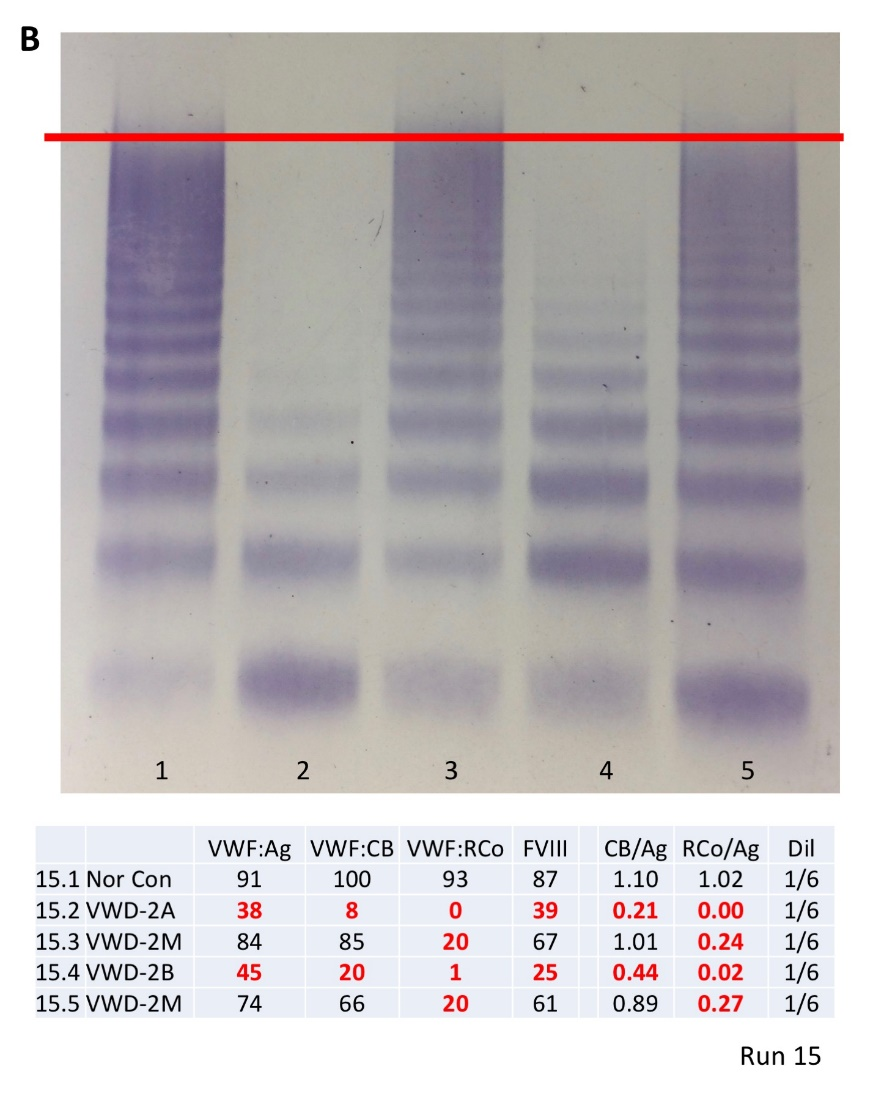 B
1 2 3 4 5
VWF:Ag VWF:CB VWF:RCo FVIII CB/Ag RCo/Ag Dil
15.1 Nor Con 91 100 93 87 1.10 1.02 1/6
15.2 VWD-2A 38 8 0 39 0.21 0.00 1/6
15.3 VWD-2M 84 85 20 67 1.01 0.24 1/6
15.4 VWD-2B 45 20 1 25 0.44 0.02 1/6
15.5 VWD-2M 74 66 20 61 0.89 0.27 1/6
Run 15